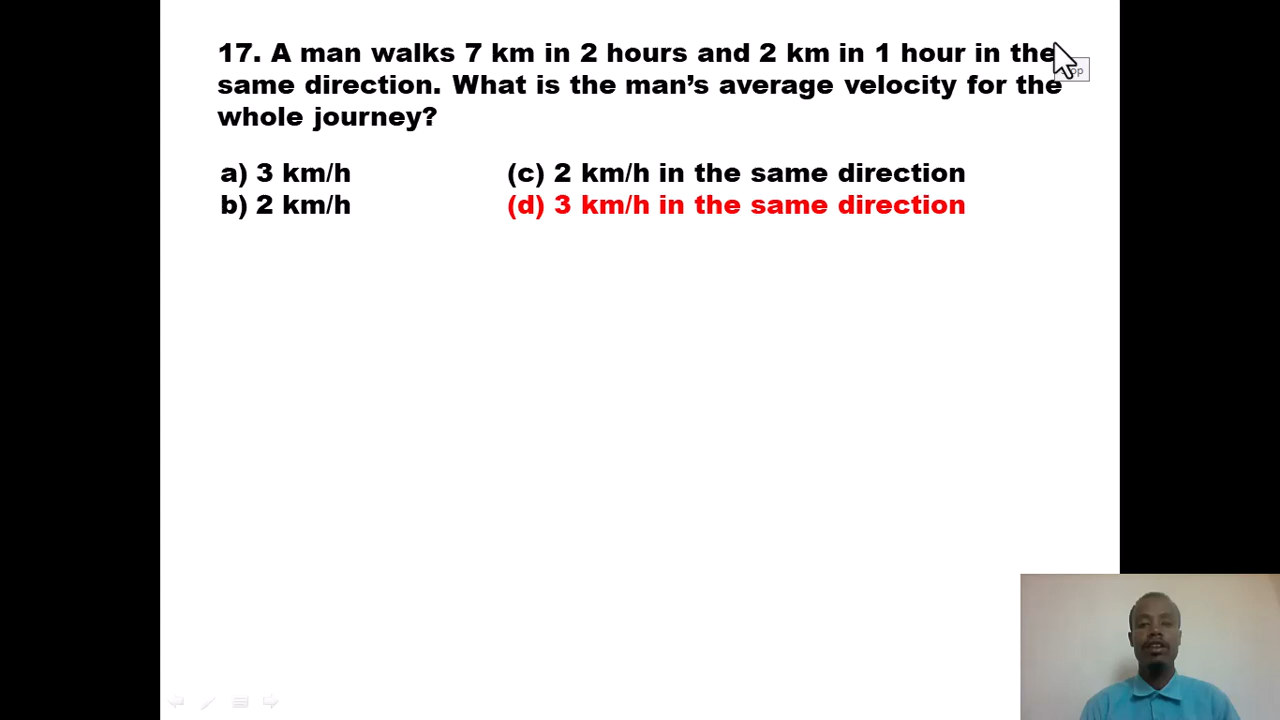 17. A man walks 7 km in 2 hours and 2 km in 1 hour in the
same direction. What is the man’s average velocity for the
whole journey?
a) 3 km/h (c) 2 km/h in the same direction
b) 2 km/h (d) 3 km/h in the same direction